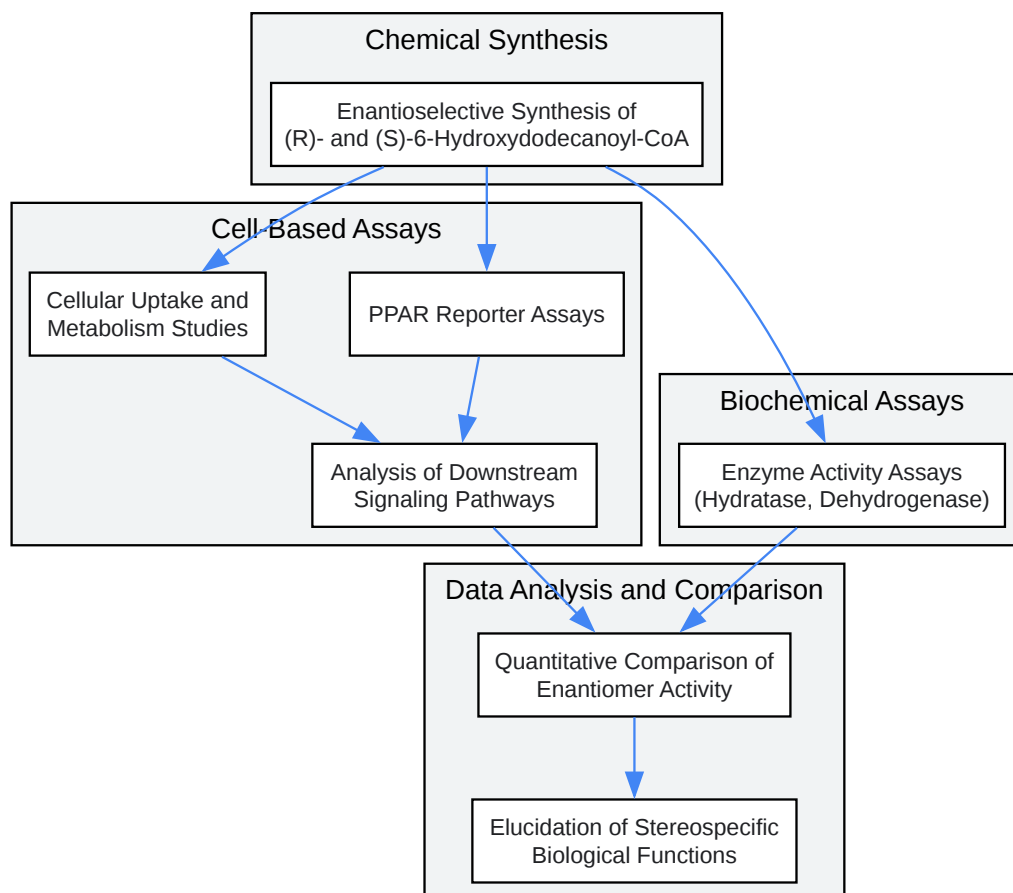 Chemical Synthesis
Enantioselective Synthesis of
(R)- and (S)-6-Hydroxydodecanoyl-CoA
Cell-Based Assays
Cellular Uptake and
Metabolism Studies
PPAR Reporter Assays
Analysis of Downstream
Signaling Pathways
Biochemical Assays
Enzyme Activity Assays
(Hydratase, Dehydrogenase)
Data Analysis and Comparison
Quantitative Comparison of
Enantiomer Activity
Elucidation of Stereospecific
Biological Functions